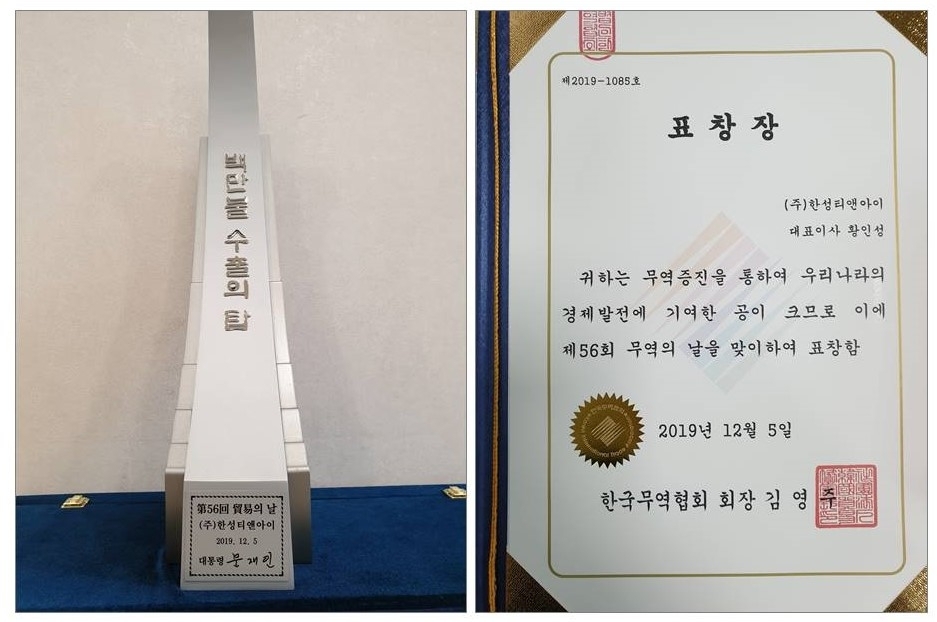 백만불 수출의 탑
第56回 貿易의 날
(주)한성티앤아이
2019. 12. 5
대통령 문재인
제2019-1085호
표창장
(주)한성티앤아이
대표이사 황인성
귀하는 무역증진을 통하여 우리나라의
경제발전에 기여한 공이 크므로 이에
제56회 무역의 날을 맞이하여 표창함
2019년 12월 5일
한국무역협회 회장 김영주